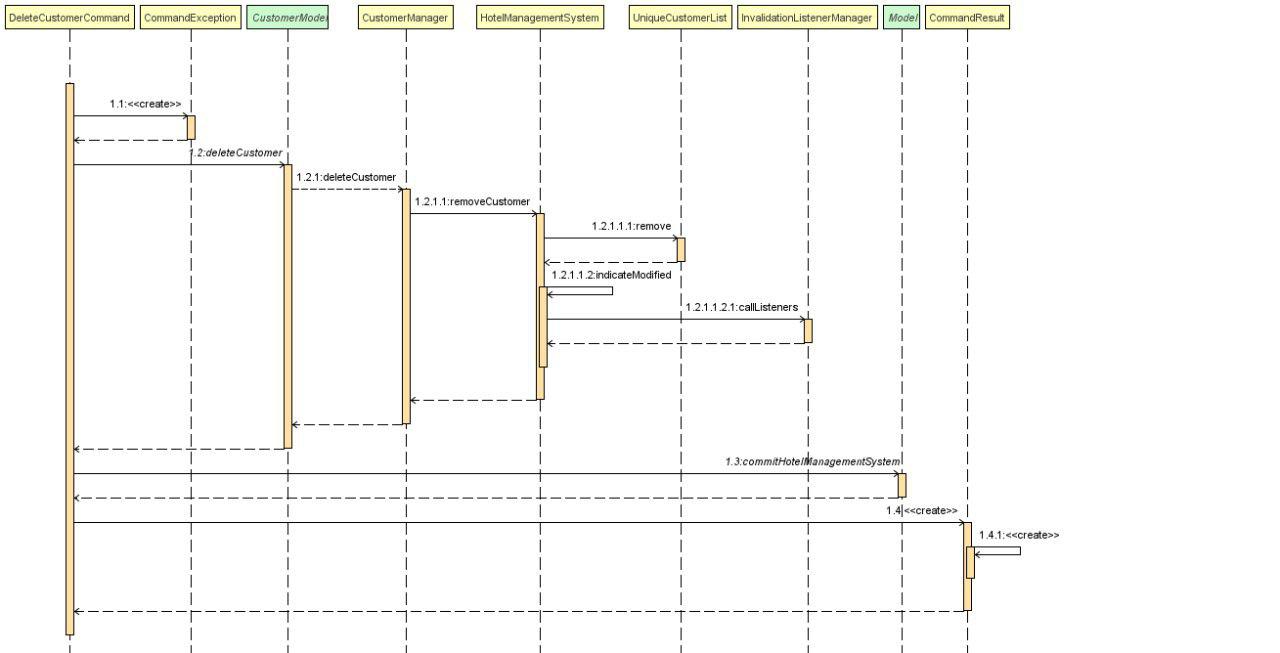 DeleteCustomerCommand
CommandException
CustomerModel
CustomerManager
HotelManagementSystem
UniqueCustomerList
InvalidationListenerManager
Model
CommandResult
1.1:<<create>>
1.2:deleteCustomer
1.2.1:deleteCustomer
1.2.1.1:removeCustomer
1.2.1.1.1:remove
1.2.1.1.2:indicateModified
1.2.1.1.2.1:callListeners
1.3:commitHotelManagementSystem
1.4:<<create>>
1.4.1:<<create>>